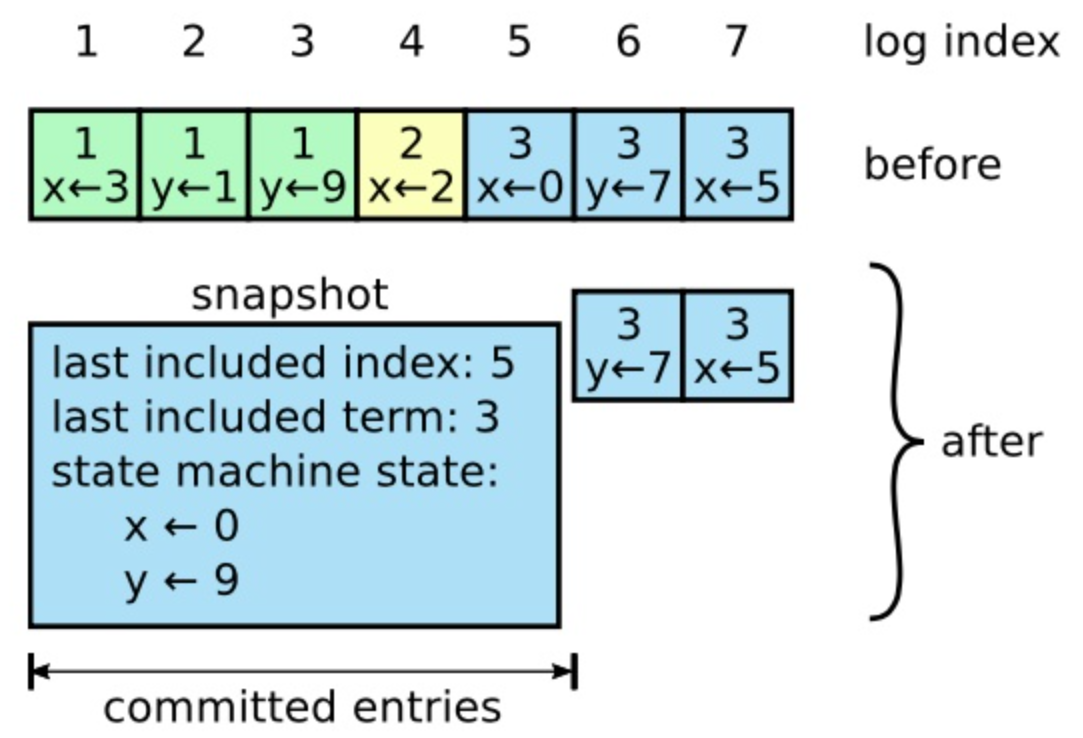 1 2 3 4 5 6 7 log index
1 1 1 2 3 3 3
x←3 y←1 y←9 x←2 x←0 y←7 x←5
before
snapshot
last included index: 5
last included term: 3
state machine state:
x ← 0
y ← 9
3 3
y←7 x←5
after
committed entries